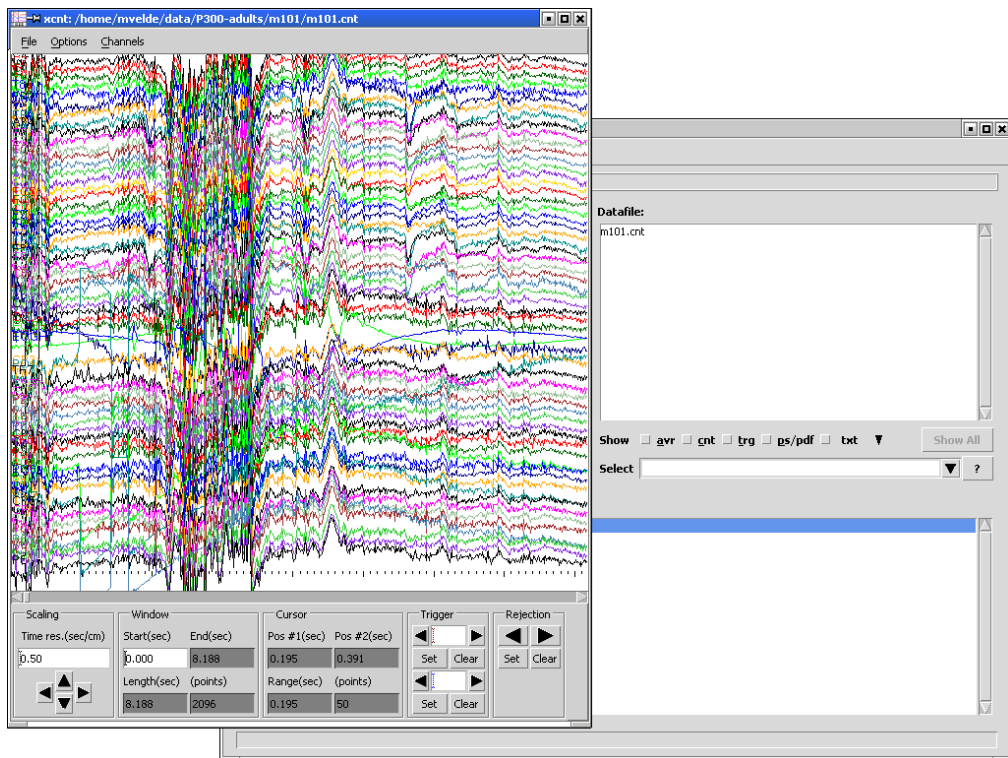 xcnt: /home/mvelde/data/P300-adults/m101/m101.cnt
File Options Channels
Datafile:
m101.cnt
Show avr cnt trg ps/pdf txt Show All
Select ?
Scaling Window Cursor Trigger Rejection
Time res.(sec/cm) Start(sec) End(sec) Pos #1(sec) Pos #2(sec)
0.50 0.000 8.188 0.195 0.391 Set Clear Set Clear
Length(sec) (points) Range(sec) (points)
8.188 2096 0.195 50 Set Clear